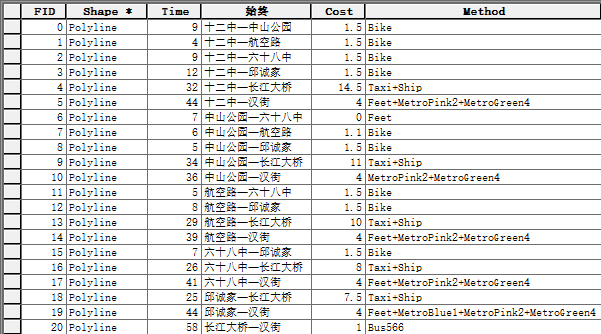 FID Shape * Time 始终 Cost Method
0 Polyline 9 十二中—中山公园 1.5 Bike
1 Polyline 4 十二中—航空路 1.5 Bike
2 Polyline 9 十二中—六十八中 1.5 Bike
3 Polyline 12 十二中—邱诚家 1.5 Bike
4 Polyline 32 十二中—长江大桥 14.5 Taxi+Ship
5 Polyline 44 十二中—汉街 4 Feet+MetroPink2+MetroGreen4
6 Polyline 7 中山公园—六十八中 0 Feet
7 Polyline 6 中山公园—航空路 1.1 Bike
8 Polyline 5 中山公园—邱诚家 1.5 Bike
9 Polyline 34 中山公园—长江大桥 11 Taxi+Ship
10 Polyline 36 中山公园—汉街 4 MetroPink2+MetroGreen4
11 Polyline 5 航空路—六十八中 1.5 Bike
12 Polyline 8 航空路—邱诚家 1.5 Bike
13 Polyline 29 航空路—长江大桥 10 Taxi+Ship
14 Polyline 39 航空路—汉街 4 Feet+MetroPink2+MetroGreen4
15 Polyline 7 六十八中—邱诚家 1.5 Bike
16 Polyline 26 六十八中—长江大桥 8 Taxi+Ship
17 Polyline 41 六十八中—汉街 4 Feet+MetroPink2+MetroGreen4
18 Polyline 25 邱诚家—长江大桥 7.5 Taxi+Ship
19 Polyline 44 邱诚家—汉街 4 Feet+MetroBlue1+MetroPink2+MetroGreen4
20 Polyline 58 长江大桥—汉街 1 Bus566